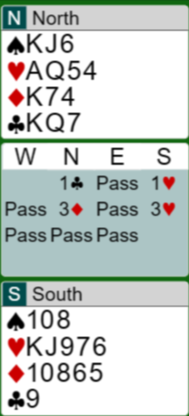 N North
♠KJ6
♥AQ54
♦K74
♣KQ7
W N E S
1♣ Pass 1♥
Pass 3♦ Pass 3♥
Pass Pass Pass
S South
♠108
♥KJ976
♦10865
♣9